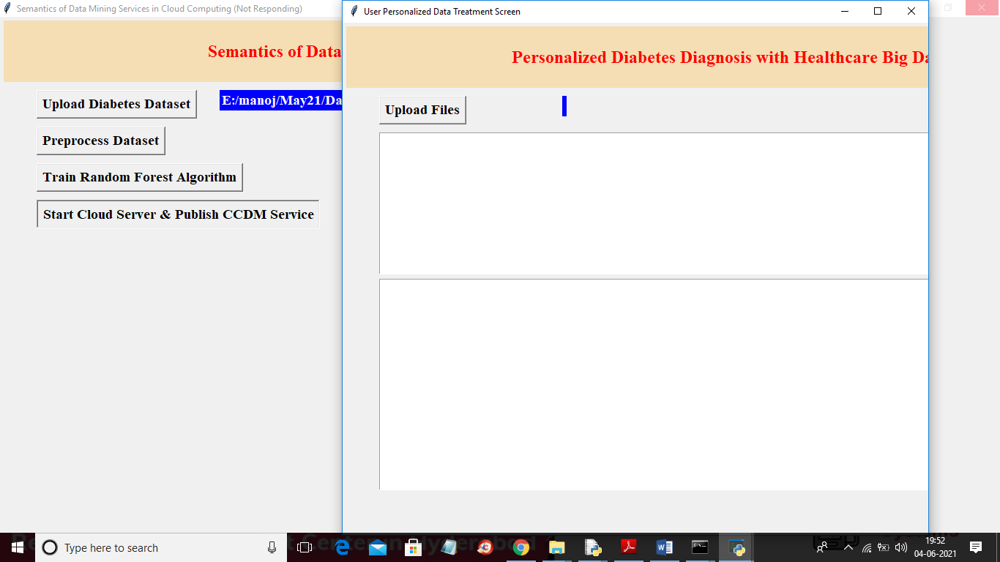 Semantics of Data Mining Services in Cloud Computing (Not Responding)
Semantics of Data
Upload Diabetes Dataset
E:/manoj/May21/Da
Preprocess Dataset
Train Random Forest Algorithm
Start Cloud Server & Publish CCDM Service
User Personalized Data Treatment Screen
Personalized Diabetes Diagnosis with Healthcare Big Da
Upload Files
Type here to search
19:52
04-06-2021